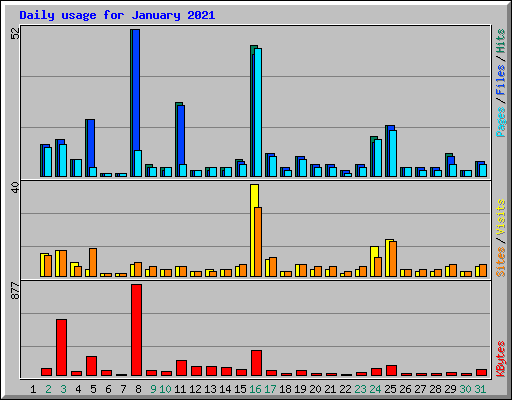 Daily usage for January 2021
52
Pages / Files / Hits
40
Sites / Visits
877
KBytes
1 2 3 4 5 6 7 8 9 10 11 12 13 14 15 16 17 18 19 20 21 22 23 24 25 26 27 28 29 30 31